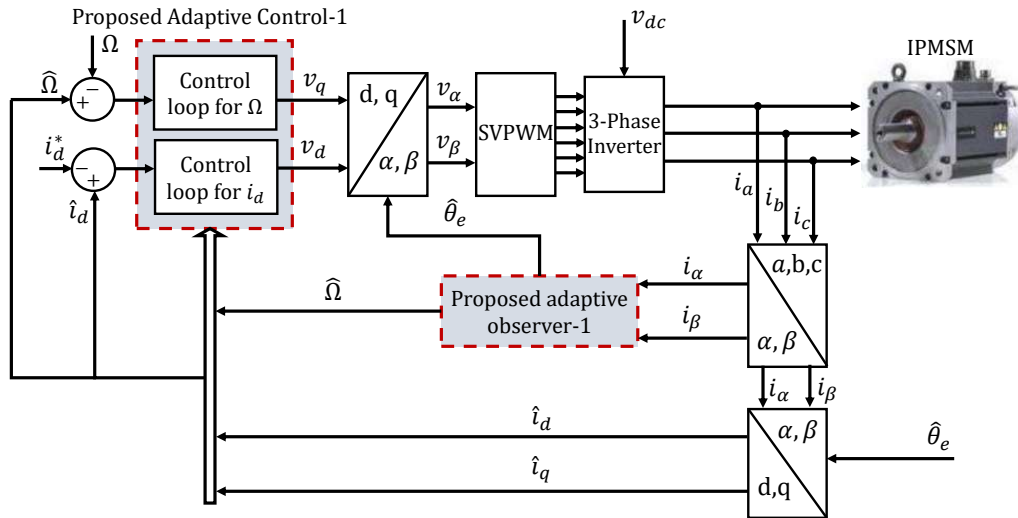 Proposed Adaptive Control-1
Ω
Ω̂
+ −
Control
loop for Ω
v_q
d, q
α, β
v_α
v_β
SVPWM
v_dc
3-Phase
Inverter
IPMSM
i_d^*
- +
î_d
Control
loop for i_d
v_d
θ̂_e
i_a
i_b
i_c
a,b,c
α, β
i_α
i_β
Proposed adaptive
observer-1
Ω̂
i_α
i_β
α, β
d,q
θ̂_e
î_d
î_q